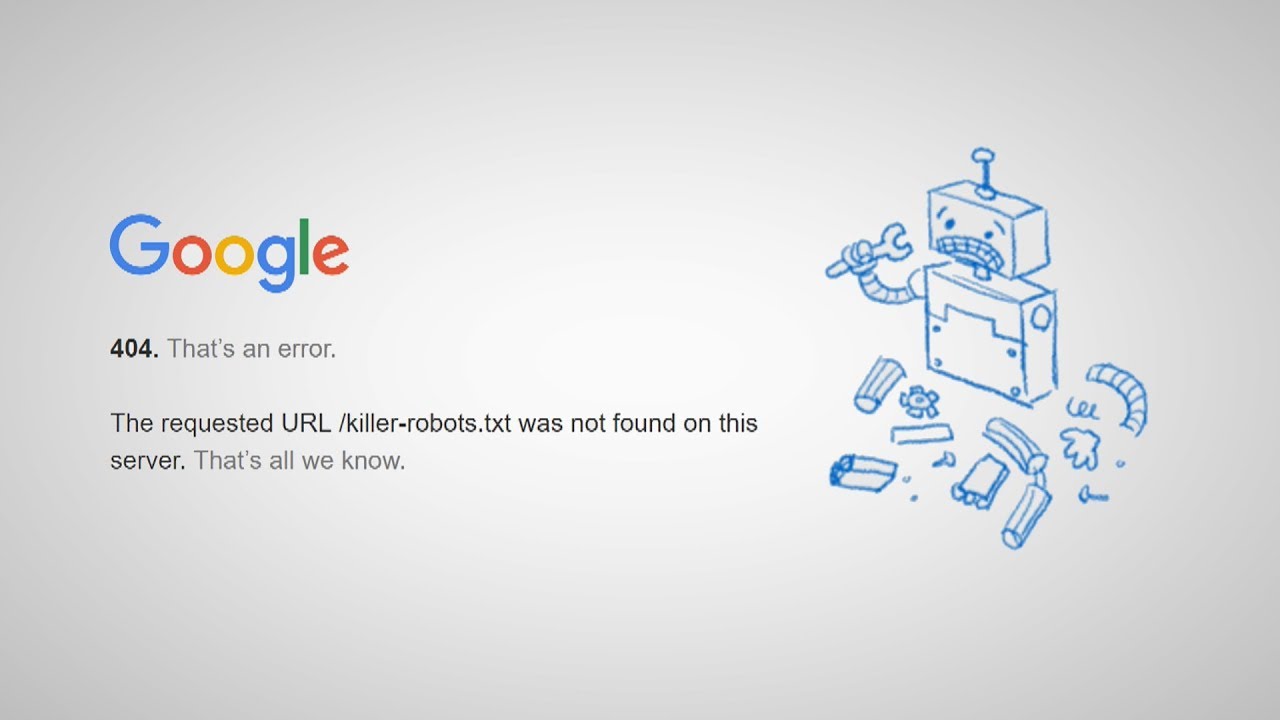 Google
404. That’s an error.
The requested URL /killer-robots.txt was not found on this
server. That’s all we know.